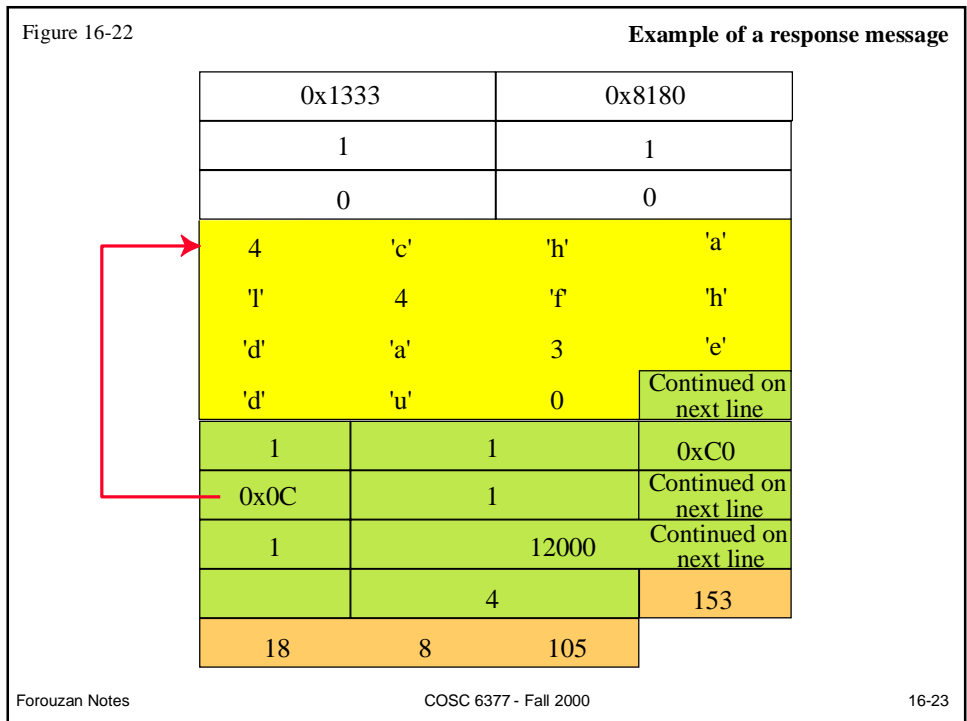 Figure 16-22 Example of a response message
0x1333 0x8180
1 1
0 0
4 'c' 'h' 'a'
'l' 4 'f' 'h'
'd' 'a' 3 'e'
'd' 'u' 0 Continued on
next line
1 1 0xC0
0x0C 1 Continued on
next line
1 12000 Continued on
next line
4 153
18 8 105
Forouzan Notes COSC 6377 - Fall 2000 16-23